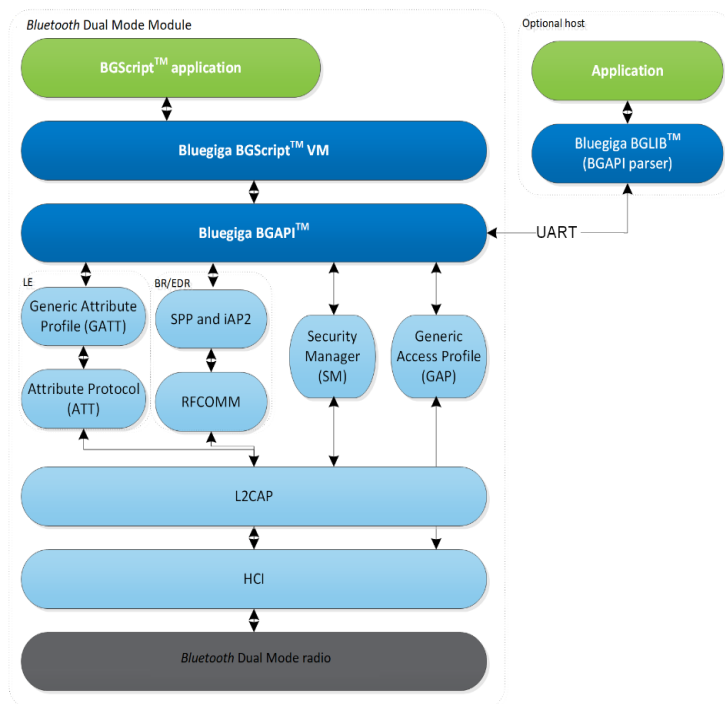 Bluetooth Dual Mode Module
BGScript™ application
Bluegiga BGScript™ VM
Bluegiga BGAPI™
LE
Generic Attribute
Profile (GATT)
Attribute Protocol
(ATT)
BR/EDR
SPP and iAP2
RFCOMM
Security
Manager
(SM)
Generic
Access Profile
(GAP)
L2CAP
HCI
Bluetooth Dual Mode radio
Optional host
Application
Bluegiga BGLIB™
(BGAPI parser)
UART